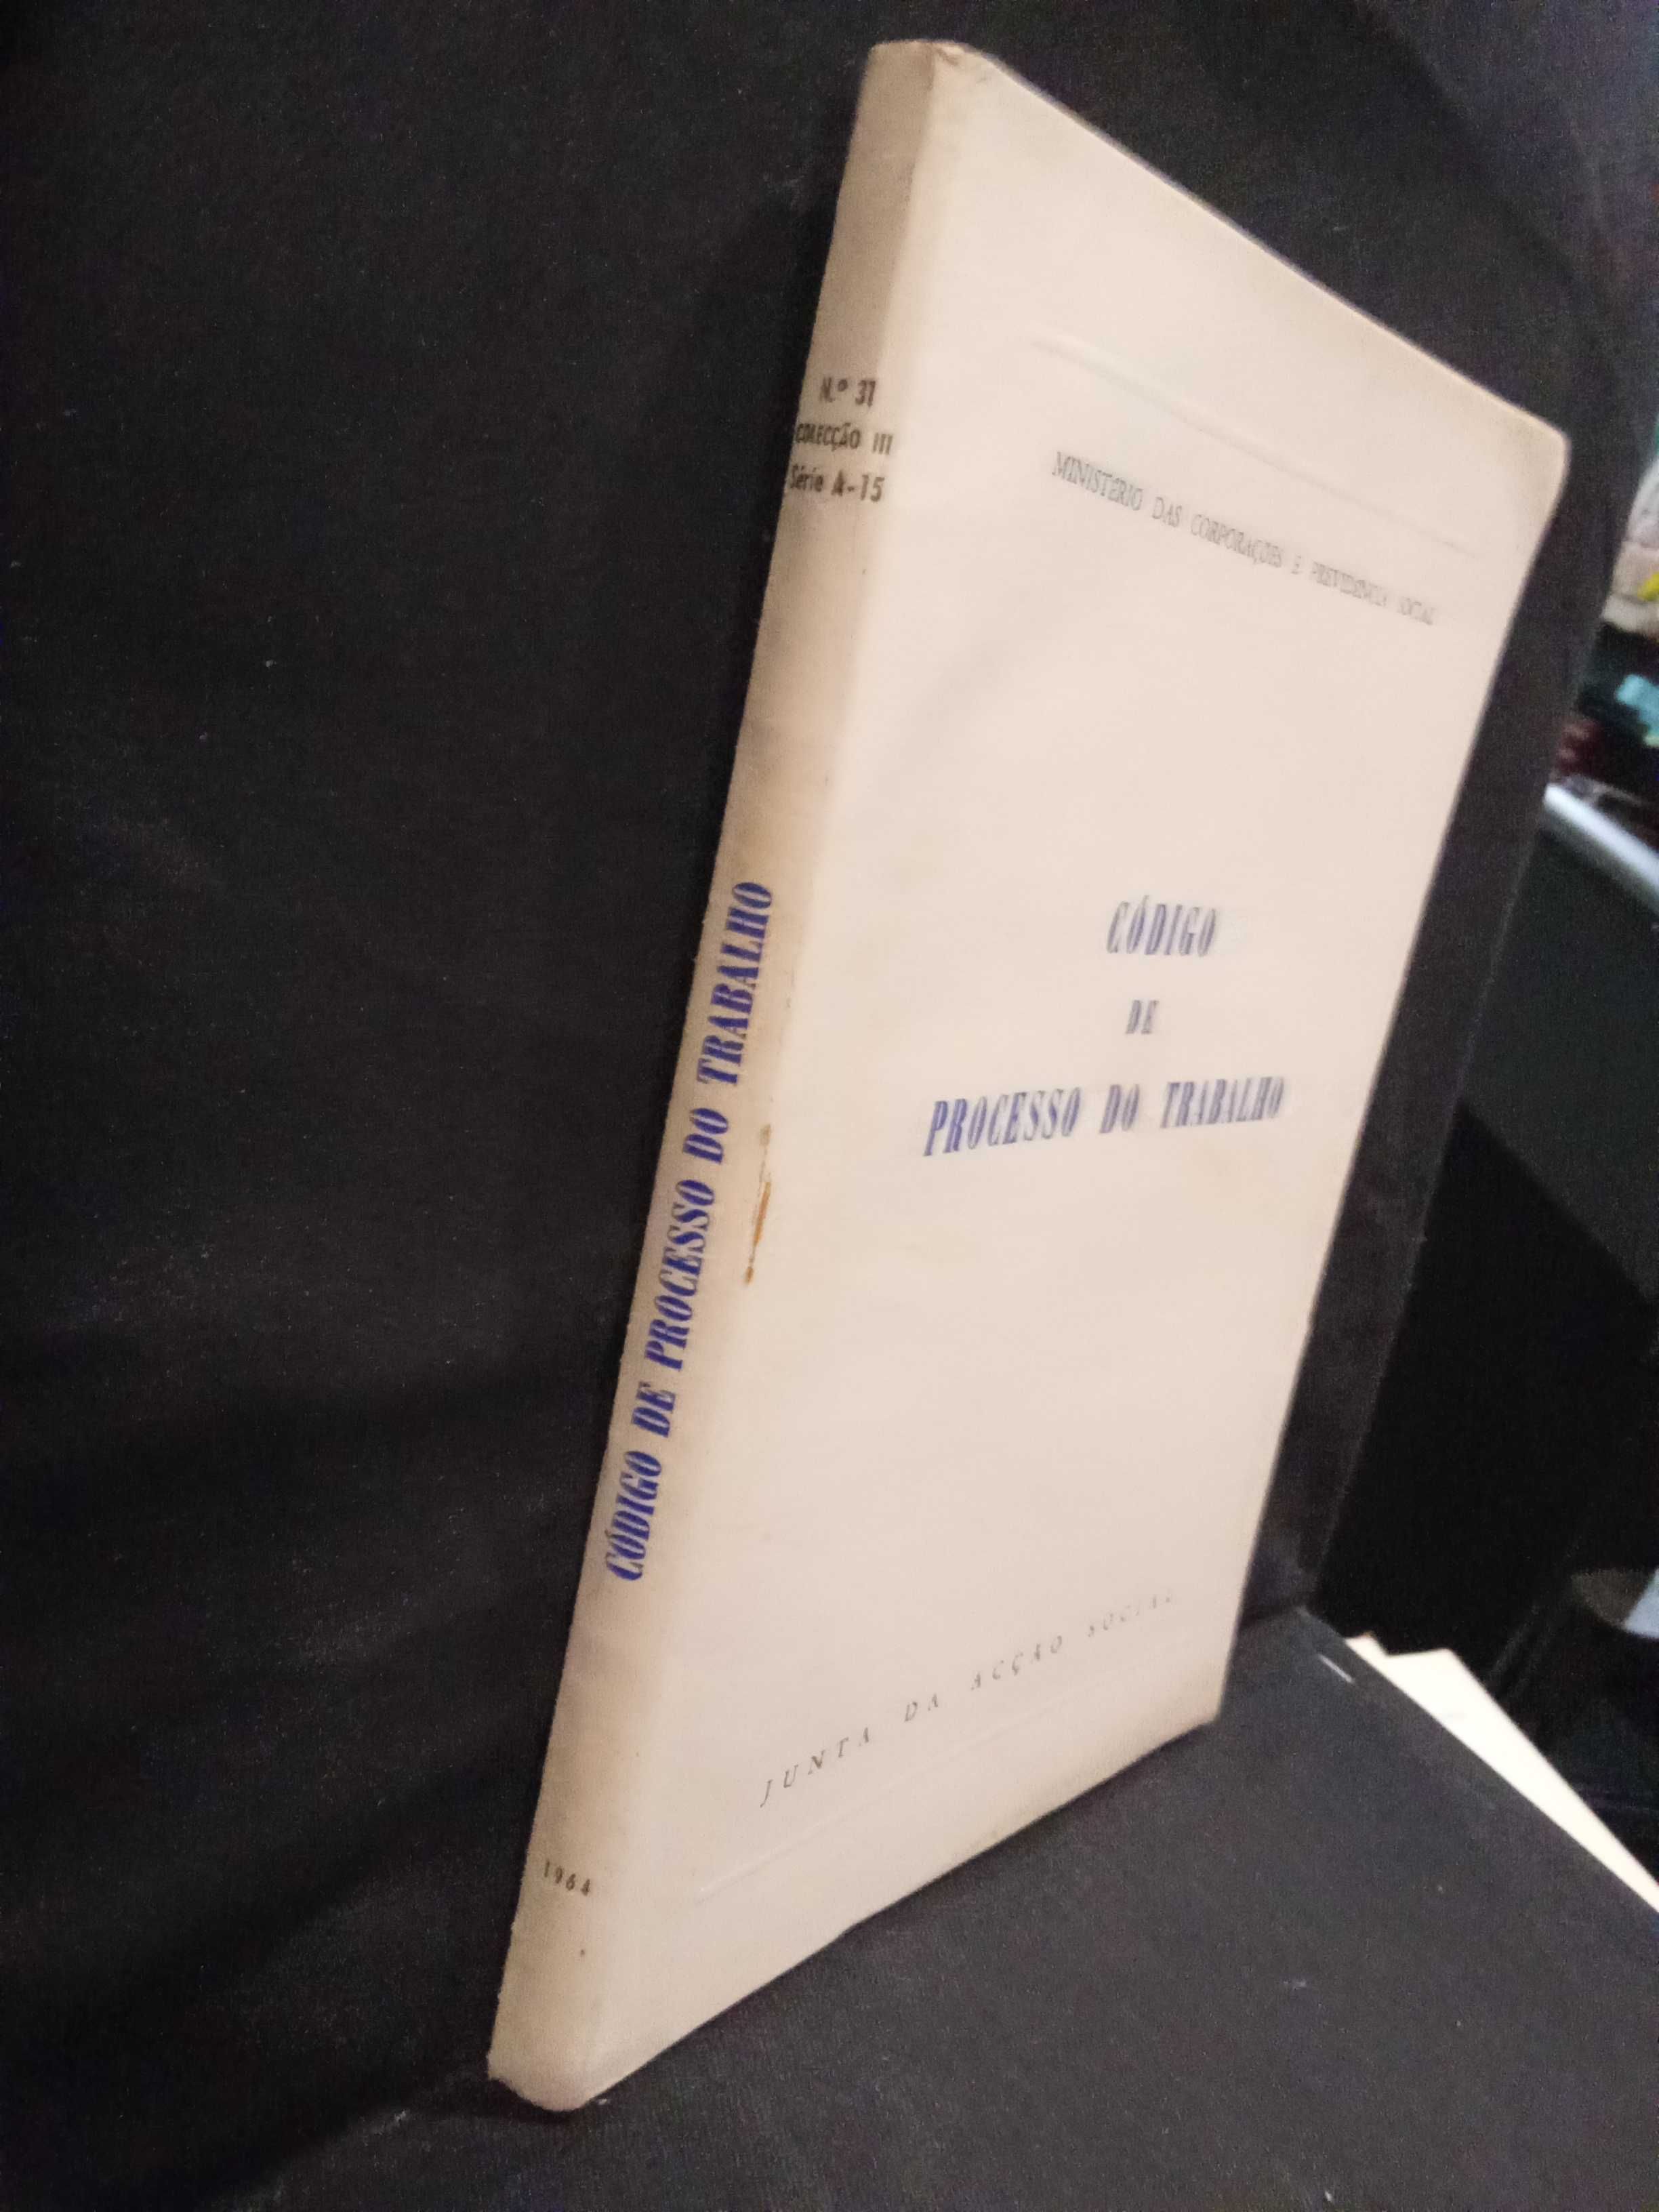 N.º 31
COLECÇÃO III
Série A-15
CÓDIGO DE PROCESSO DO TRABALHO
1964
MINISTÉRIO DAS CORPORAÇÕES E PREVIDÊNCIA SOCIAL
CÓDIGO
DE
PROCESSO DO TRABALHO
JUNTA DA ACÇÃO SOCIAL